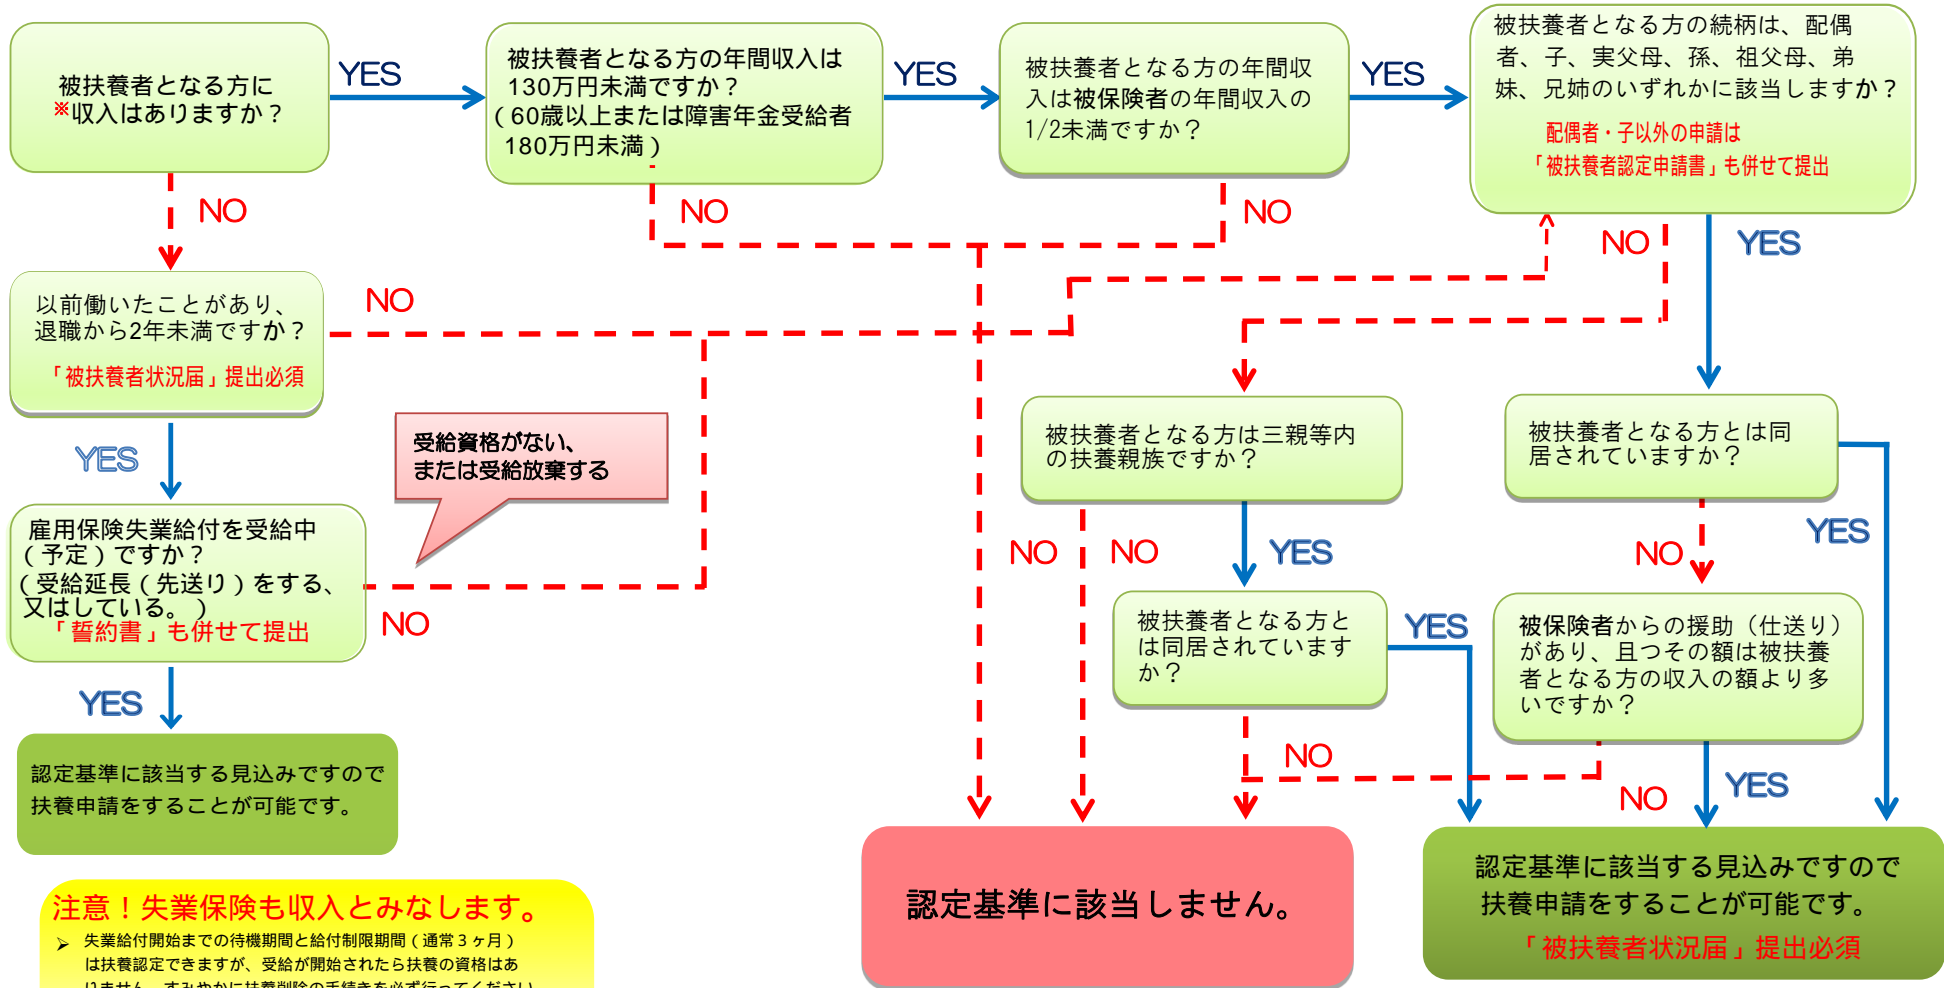 被扶養者となる方に
※収入はありますか？
YES
被扶養者となる方の年間収入は
130万円未満ですか？
（60歳以上または障害年金受給者
180万円未満）
YES
被扶養者となる方の年間収
入は被保険者の年間収入の
1/2未満ですか？
YES
被扶養者となる方の続柄は、配偶
者、子、実父母、孫、祖父母、弟
妹、兄姉のいずれかに該当しますか？
配偶者・子以外の申請は
「被扶養者認定申請書」も併せて提出
NO
NO
NO
NO
YES
以前働いたことがあり、
退職から2年未満ですか？
「被扶養者状況届」提出必須
NO
YES
受給資格がない、
または受給放棄する
被扶養者となる方は三親等内
の扶養親族ですか？
被扶養者となる方とは同
居されていますか？
雇用保険失業給付を受給中
（予定）ですか？
（受給延長（先送り）をする、
又はしている。）
「誓約書」も併せて提出
NO
NO
NO
YES
NO
YES
被扶養者となる方と
は同居されています
か？
YES
被保険者からの援助（仕送り）
があり、且つその額は被扶養
者となる方の収入の額より多
いですか？
YES
NO
NO
YES
認定基準に該当する見込みですので
扶養申請をすることが可能です。
認定基準に該当しません。
認定基準に該当する見込みですので
扶養申請をすることが可能です。
「被扶養者状況届」提出必須
注意！失業保険も収入とみなします。
➢ 失業給付開始までの待機期間と給付制限期間（通常３ヶ月）
は扶養認定できますが、受給が開始されたら扶養の資格はあ
りません。すみやかに扶養削除の手続きを必ず行ってください